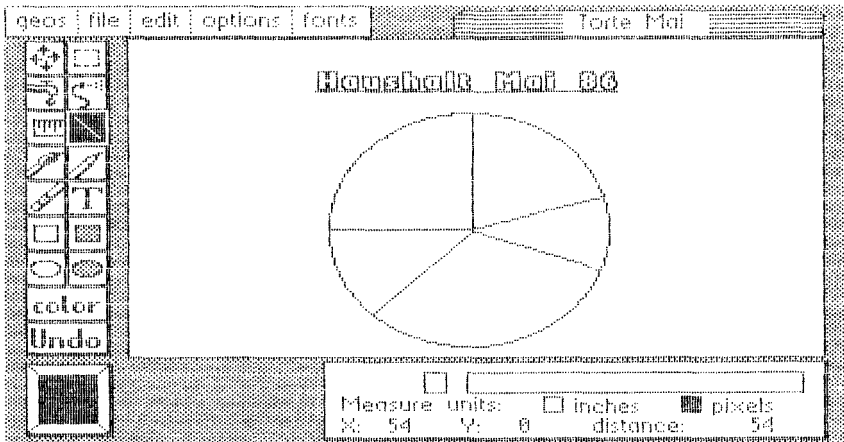 geos file edit options fonts Torte Mai
Haushalt Mai 86
T
color
Undo
Measure units: inches pixels
X: 54 Y: 0 distance: 54